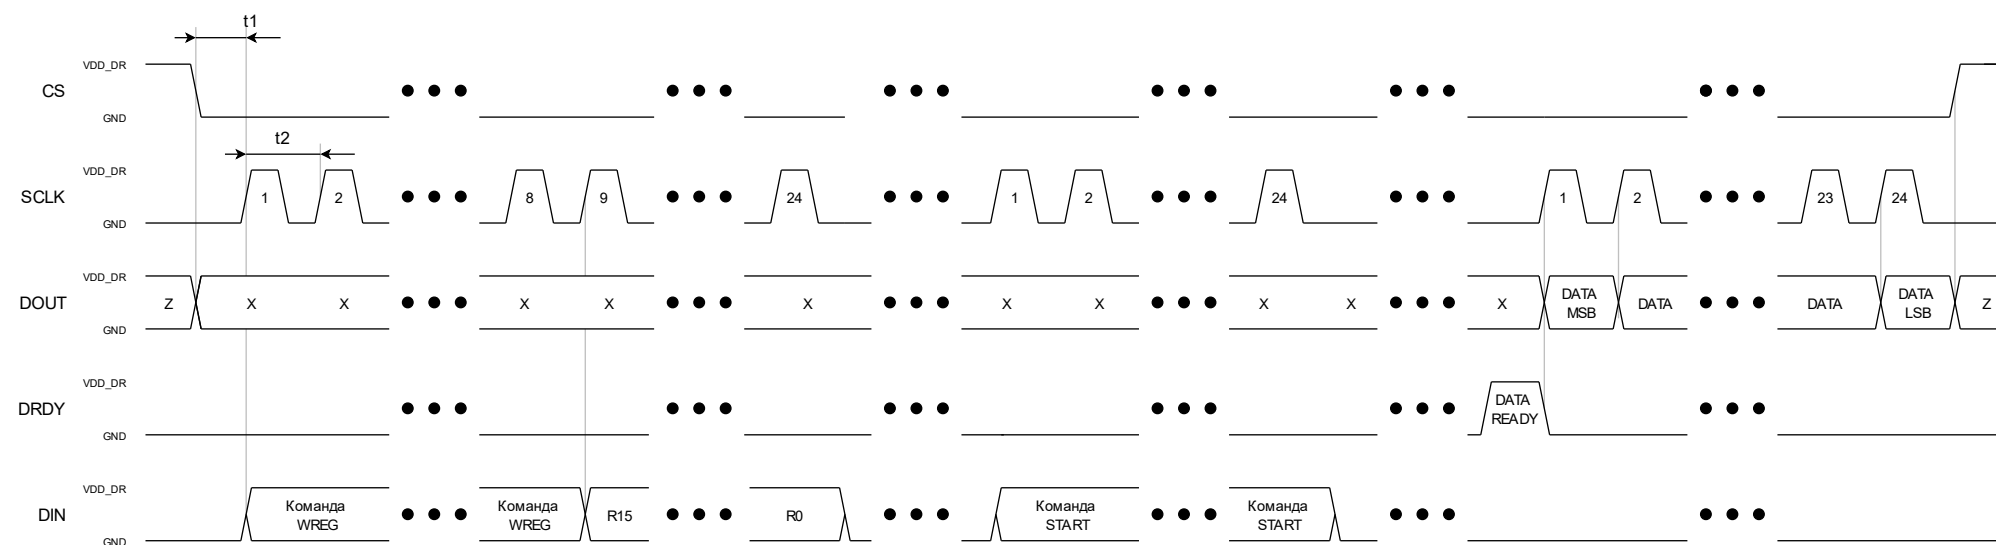 t1
VDD_DR
CS
GND
t2
VDD_DR
SCLK 1 2 8 9 24 1 2 24 1 2 23 24
GND
VDD_DR
DOUT Z X X X X X X X X X X DATA MSB DATA DATA DATA LSB Z
GND
VDD_DR
DRDY DATA READY
GND
VDD_DR
DIN Команда WREG Команда WREG R15 R0 Команда START Команда START
GND